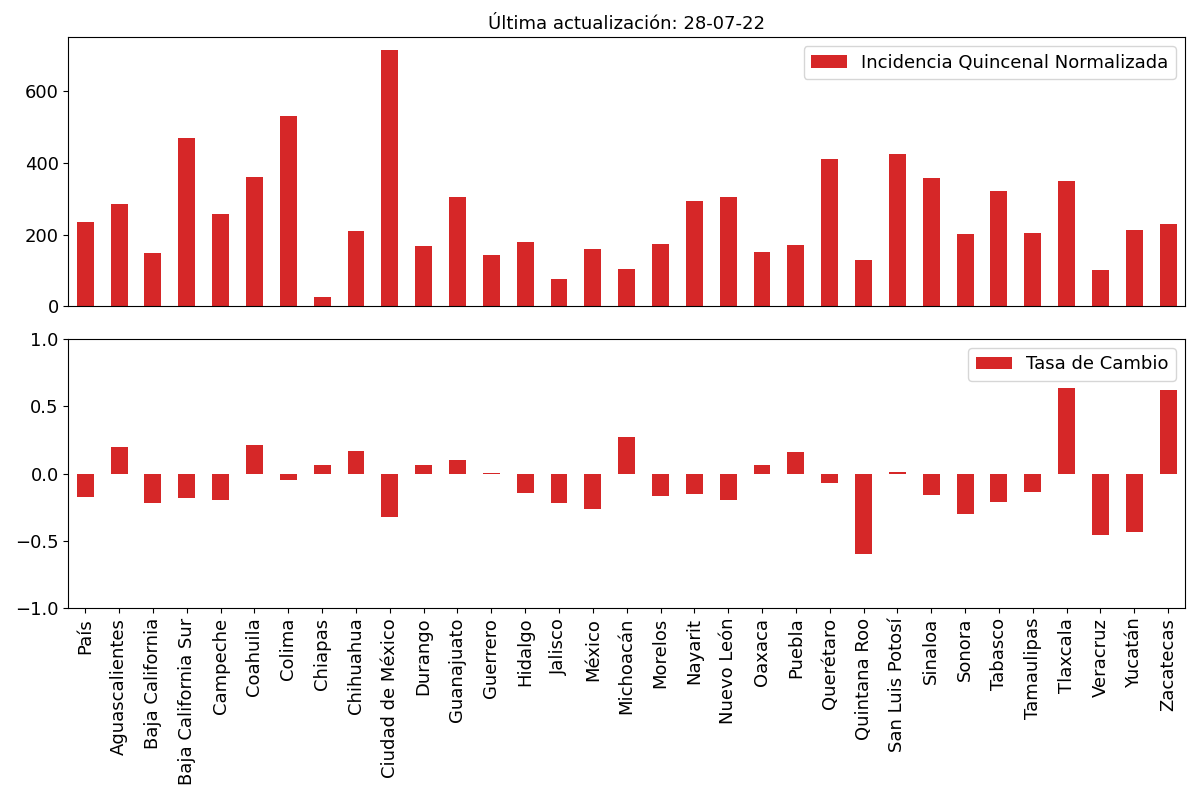 Última actualización: 28-07-22
Incidencia Quincenal Normalizada
600
400
200
0
Tasa de Cambio
1.0
0.5
0.0
−0.5
−1.0
País
Aguascalientes
Baja California
Baja California Sur
Campeche
Coahuila
Colima
Chiapas
Chihuahua
Ciudad de México
Durango
Guanajuato
Guerrero
Hidalgo
Jalisco
México
Michoacán
Morelos
Nayarit
Nuevo León
Oaxaca
Puebla
Querétaro
Quintana Roo
San Luis Potosí
Sinaloa
Sonora
Tabasco
Tamaulipas
Tlaxcala
Veracruz
Yucatán
Zacatecas